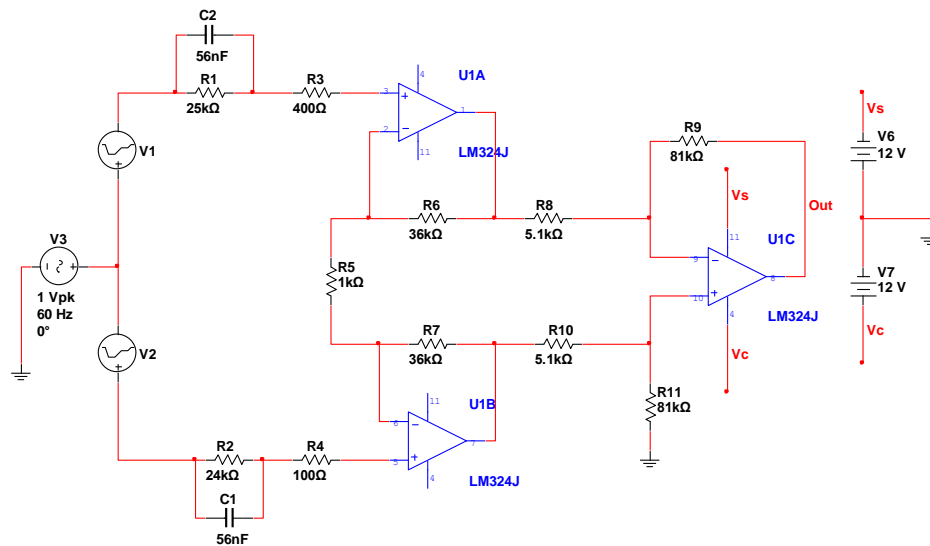 C2
56nF
R1
25kΩ
R3
400Ω
4
U1A
3
+
−
2
1
11
LM324J
V1
+
R9
81kΩ
Vs
Vs
V6
12 V
Out
R6
36kΩ
R8
5.1kΩ
11
U1C
9
−
+
10
8
4
LM324J
V3
+
1 Vpk
60 Hz
0°
R5
1kΩ
V7
12 V
Vc
Vc
V2
+
R7
36kΩ
R10
5.1kΩ
R11
81kΩ
11
U1B
6
−
+
5
7
4
LM324J
R2
24kΩ
R4
100Ω
C1
56nF